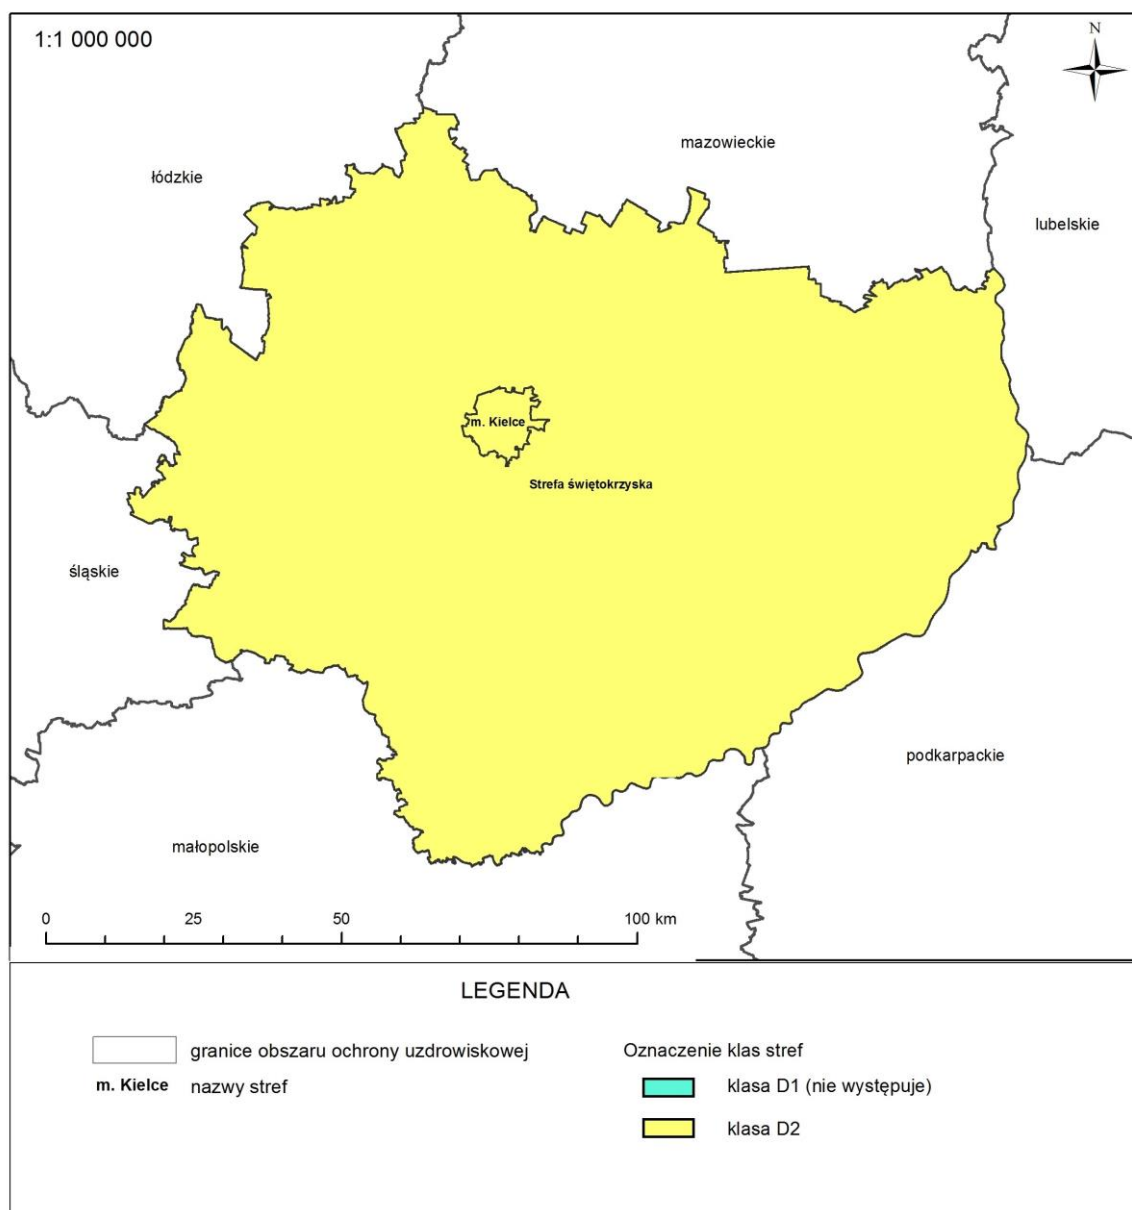 1:1 000 000
N
mazowieckie
łódzkie
lubelskie
m. Kielce
Strefa świętokrzyska
śląskie
podkarpackie
małopolskie
0 25 50 100 km
LEGENDA
granice obszaru ochrony uzdrowiskowej
Oznaczenie klas stref
m. Kielce nazwy stref
klasa D1 (nie występuje)
klasa D2